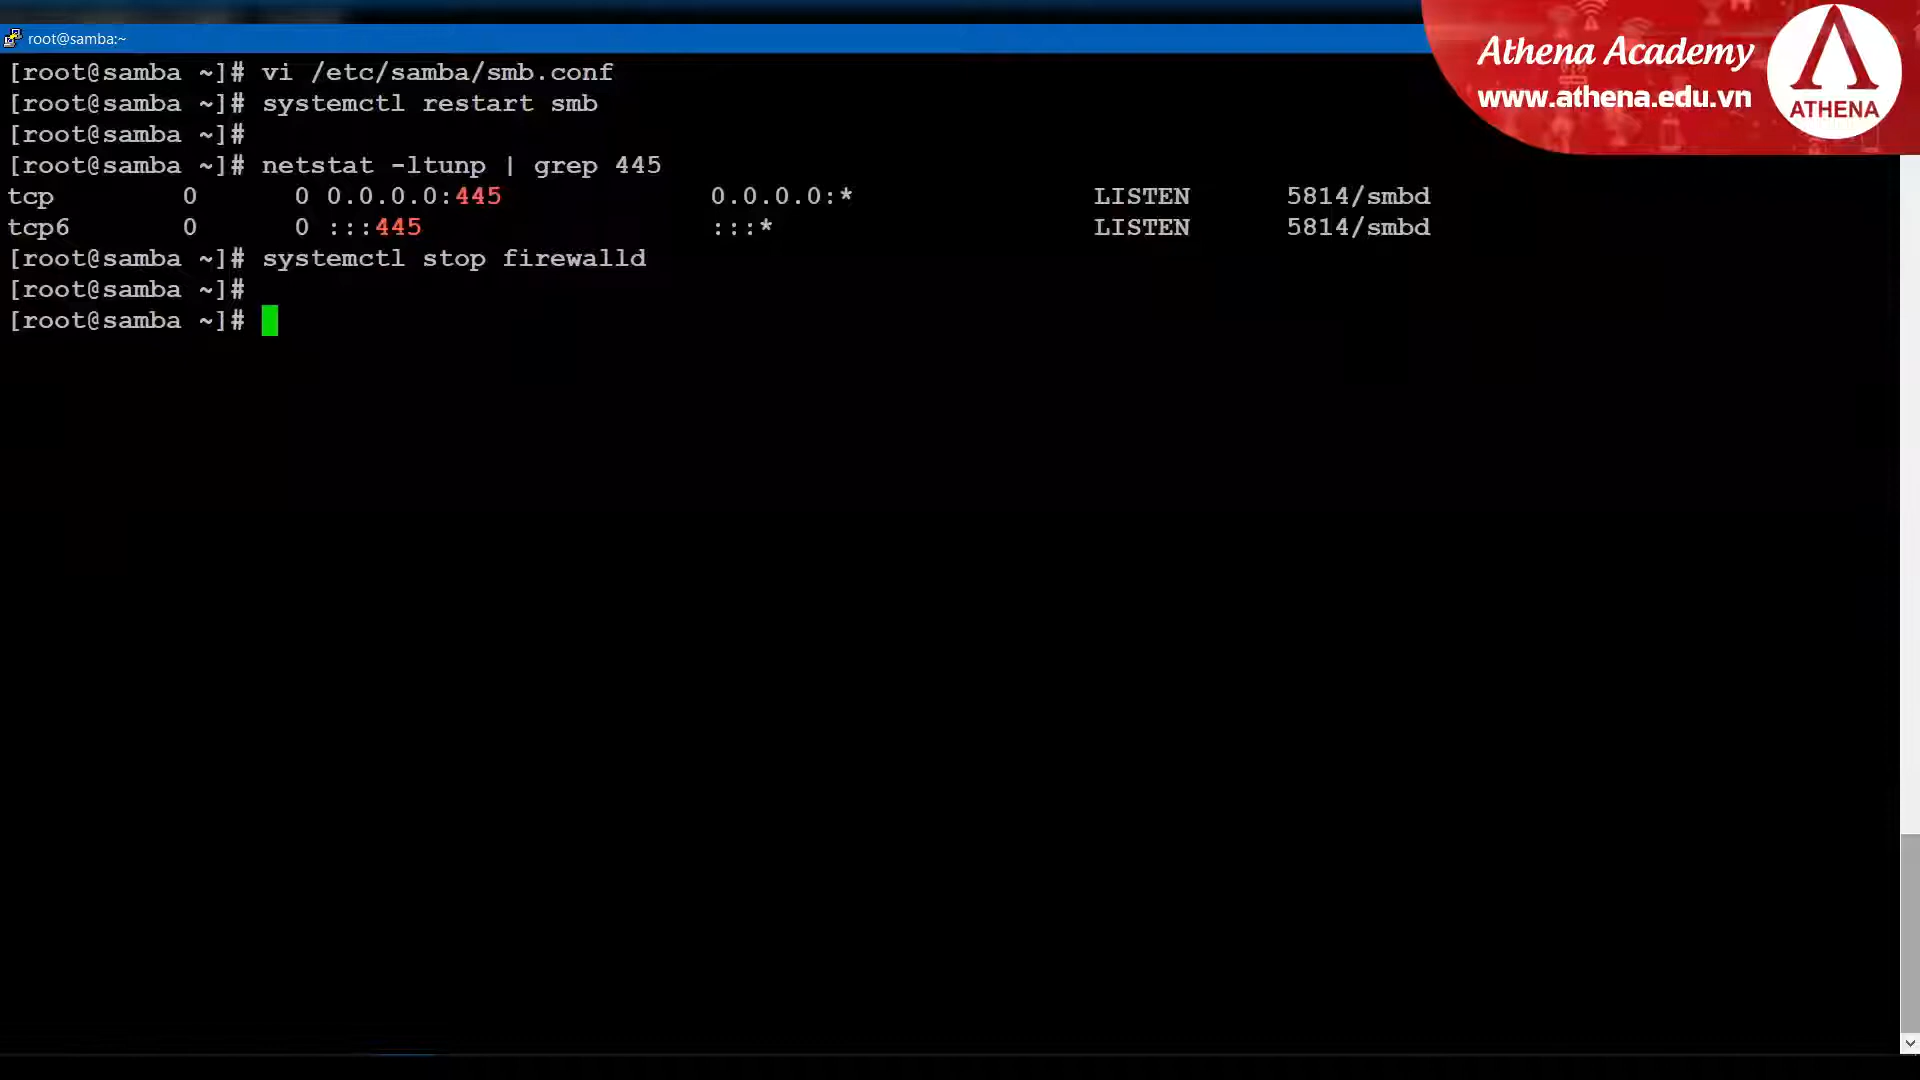 root@samba:~
[root@samba ~]# vi /etc/samba/smb.conf
[root@samba ~]# systemctl restart smb
[root@samba ~]#
[root@samba ~]# netstat -ltunp | grep 445
tcp        0      0 0.0.0.0:445             0.0.0.0:*               LISTEN      5814/smbd
tcp6       0      0 :::445                  :::*                    LISTEN      5814/smbd
[root@samba ~]# systemctl stop firewalld
[root@samba ~]#
[root@samba ~]#
Athena Academy
www.athena.edu.vn
ATHENA